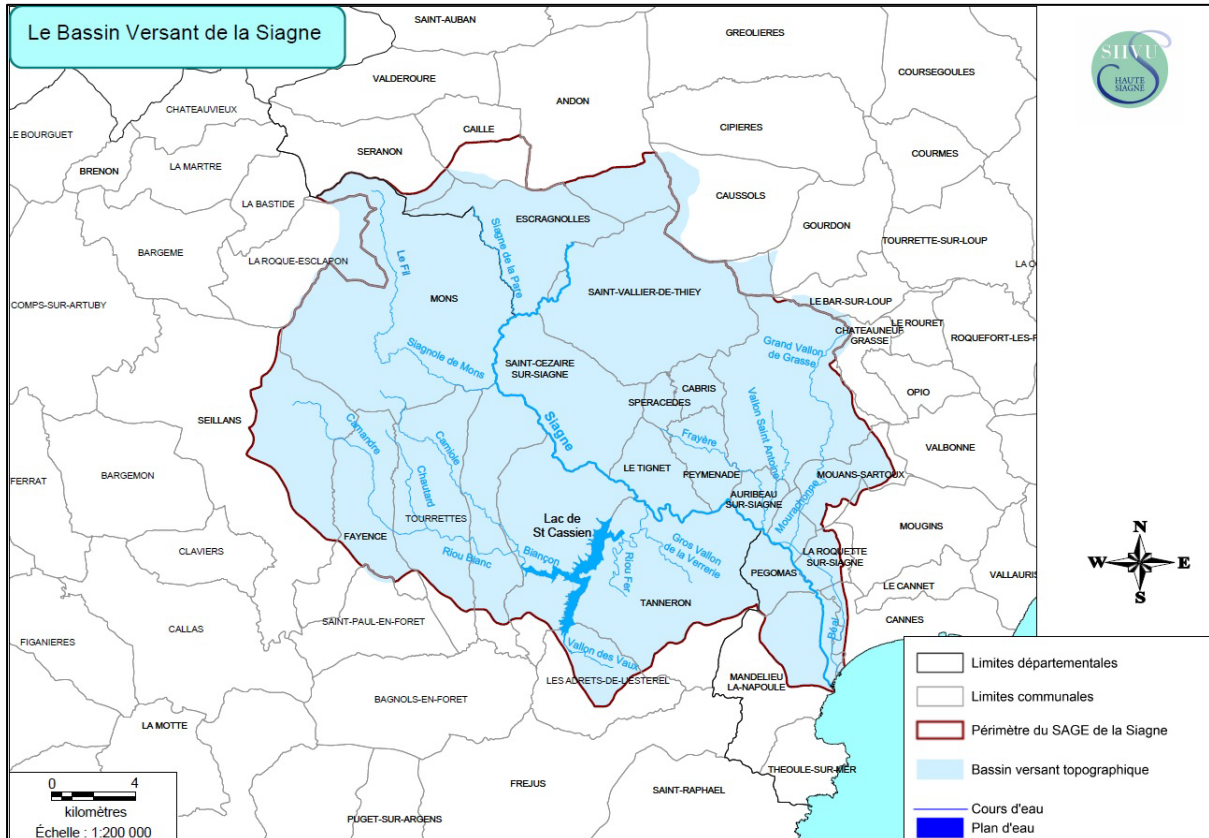 Le Bassin Versant de la Siagne
SIIVU
HAUTE
SIAGNE
SAINT-AUBAN
GREOLIERES
VALDEROURE
COURSEGOULES
ANDON
CHATEAUVIEUX
LE BOURGUET
CAILLE
CIPIERES
SERANON
COURMES
LA MARTRE
BRENON
LA BASTIDE
CAUSSOLS
ESCRAGNOLLES
GOURDON
Siagne de la Pare
TOURRETTE-SUR-LOUP
BARGEME
LA ROQUE-ESCLAPON
Le Fil
SAINT-VALLIER-DE-THIEY
MONS
COMPS-SUR-ARTUBY
LE BAR-SUR-LOUP
LE ROURET
CHATEAUNEUF
GRASSE
ROQUEFORT-LES-P
Grand Vallon
de Grasse
Siagnole de Mons
SAINT-CEZAIRE
SUR-SIAGNE
CABRIS
OPIO
SPERACEDES
Vallon Saint Antoine
SEILLANS
Siagne
Camandre
Camiole
Frayère
VALBONNE
BARGEMON
FERRAT
LE TIGNET
PEYMENADE
MOUANS-SARTOUX
Chautard
AURIBEAU
SUR-SIAGNE
Mourachonne
TOURRETTES
Lac de
St Cassien
MOUGINS
FAYENCE
CLAVIERS
Riou Blanc
Biançon
Gros Vallon
de la Verrerie
LA ROQUETTE
SUR-SIAGNE
Riou Fer
PEGOMAS
VALLAURIS
LE CANNET
TANNERON
CANNES
SAINT-PAUL-EN-FORET
CALLAS
FIGANIERES
Béal
Vallon des Vaux
LES ADRETS-DE-L'ESTEREL
MANDELIEU
LA-NAPOULE
BAGNOLS-EN-FORET
LA MOTTE
THEOULE-SUR-MER
FREJUS
SAINT-RAPHAEL
PUGET-SUR-ARGENS
N
W E
S
Limites départementales
Limites communales
Périmètre du SAGE de la Siagne
Bassin versant topographique
Cours d'eau
Plan d'eau
0 4
kilomètres
Échelle : 1:200 000